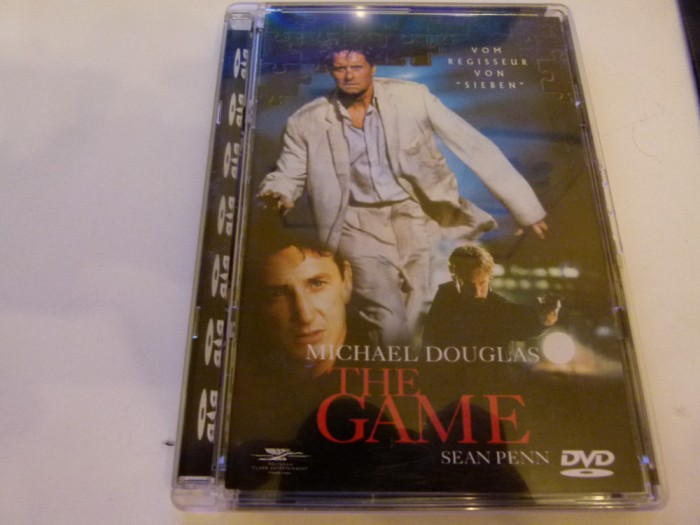 VOM
REGISSEUR
VON
"SIEBEN"
MICHAEL DOUGLAS
THE
GAME
SEAN PENN
DVD